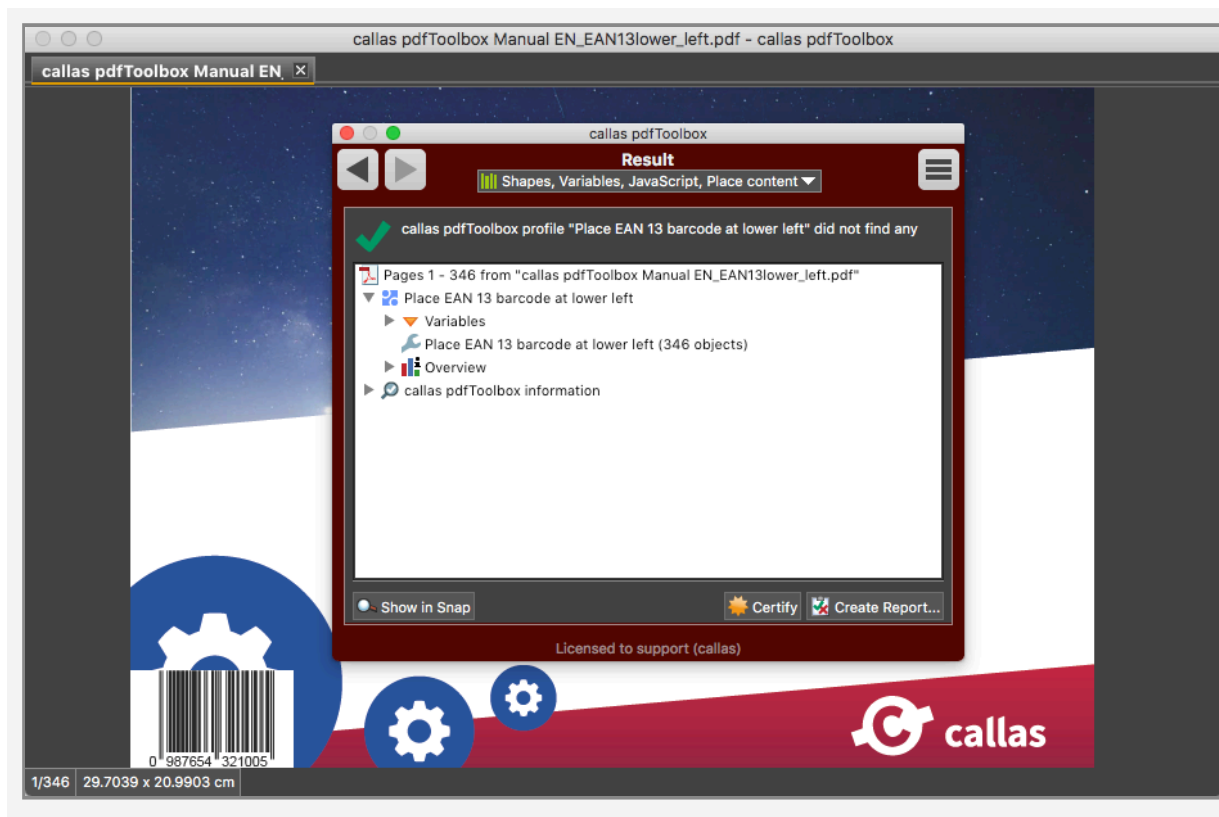 callas pdfToolbox Manual EN_EAN13lower_left.pdf - callas pdfToolbox
callas pdfToolbox Manual EN_
callas pdfToolbox
Result
Shapes, Variables, JavaScript, Place content
callas pdfToolbox profile "Place EAN 13 barcode at lower left" did not find any
Pages 1 - 346 from "callas pdfToolbox Manual EN_EAN13lower_left.pdf"
Place EAN 13 barcode at lower left
Variables
Place EAN 13 barcode at lower left (346 objects)
Overview
callas pdfToolbox information
Show in Snap
Certify
Create Report...
Licensed to support (callas)
callas
0 987654 321005
1/346 29.7039 x 20.9903 cm